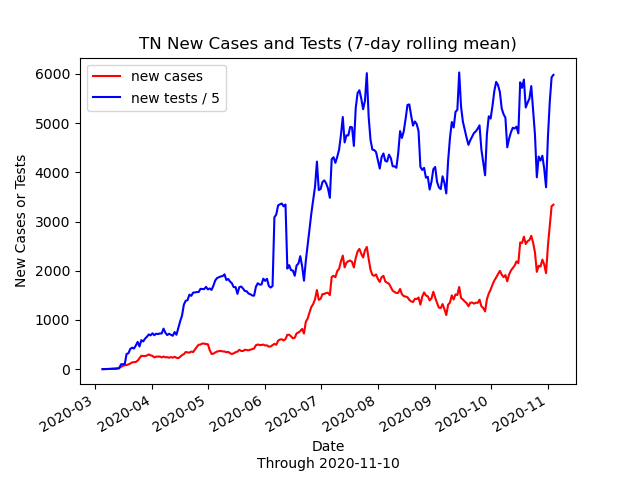 TN New Cases and Tests (7-day rolling mean)
new cases
new tests / 5
New Cases or Tests
6000
5000
4000
3000
2000
1000
0
2020-03
2020-04
2020-05
2020-06
2020-07
2020-08
2020-09
2020-10
2020-11
Date
Through 2020-11-10